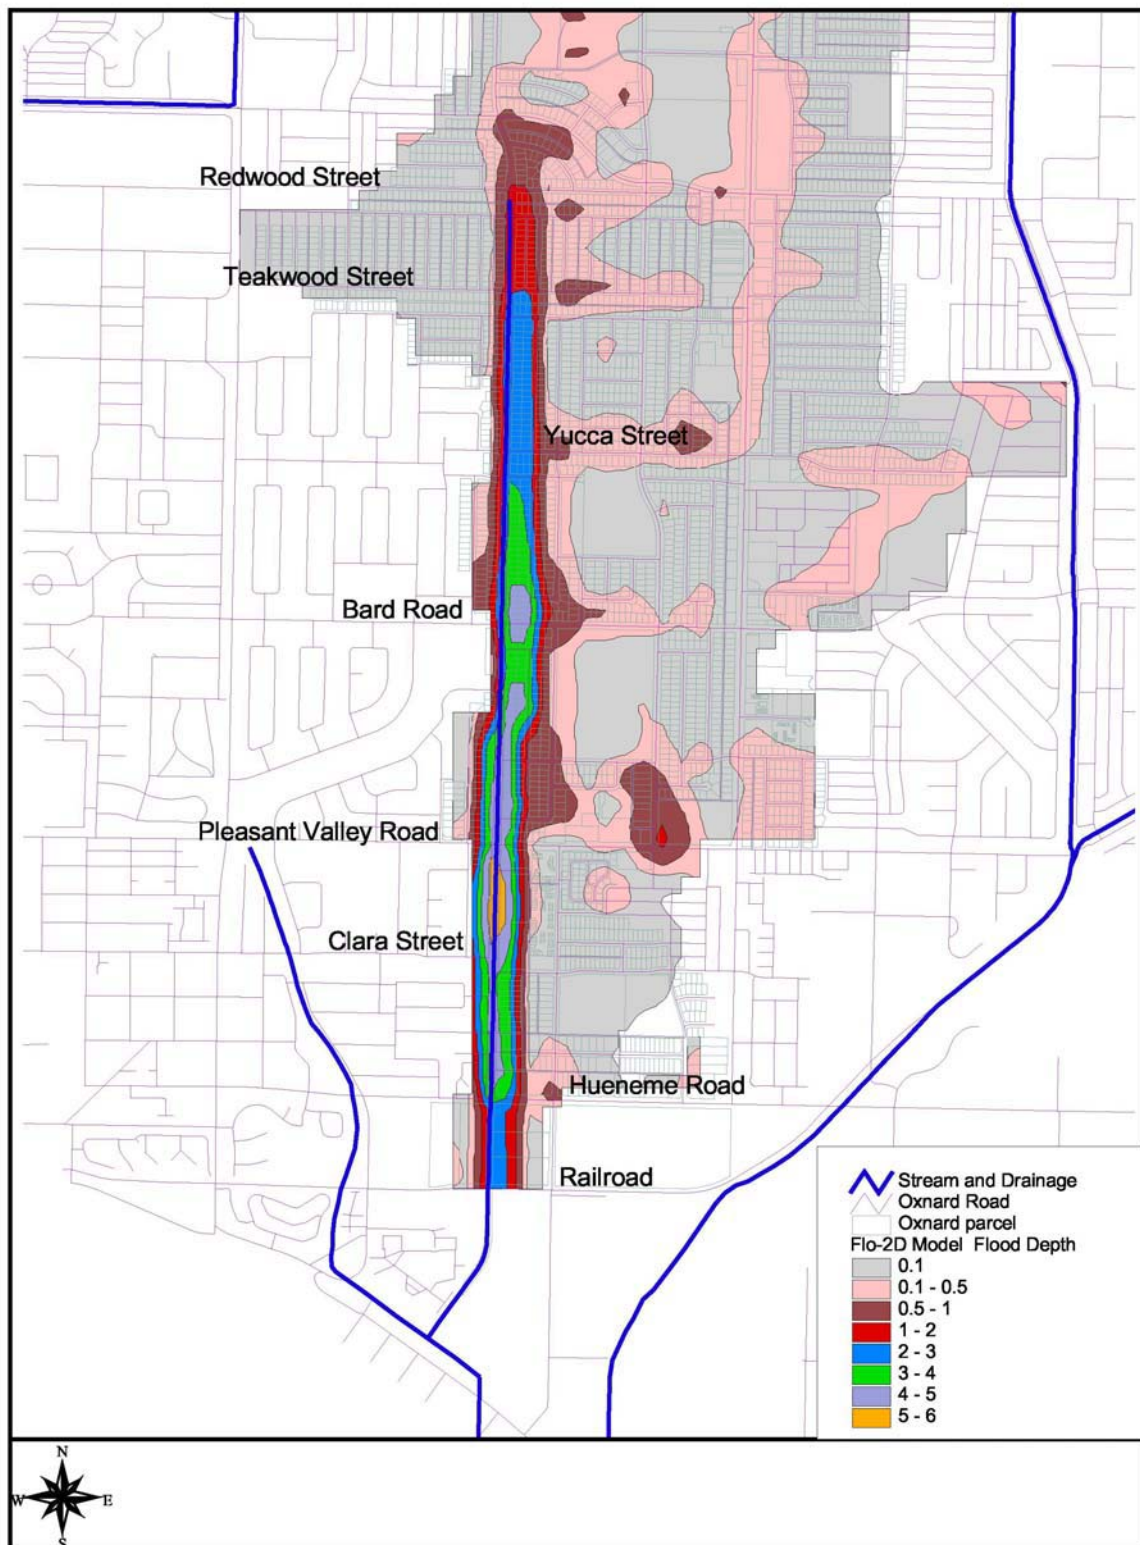 Redwood Street
Teakwood Street
Yucca Street
Bard Road
Pleasant Valley Road
Clara Street
Hueneme Road
Railroad
Stream and Drainage
Oxnard Road
Oxnard parcel
Flo-2D Model Flood Depth
0.1
0.1 - 0.5
0.5 - 1
1 - 2
2 - 3
3 - 4
4 - 5
5 - 6
N
W E
S